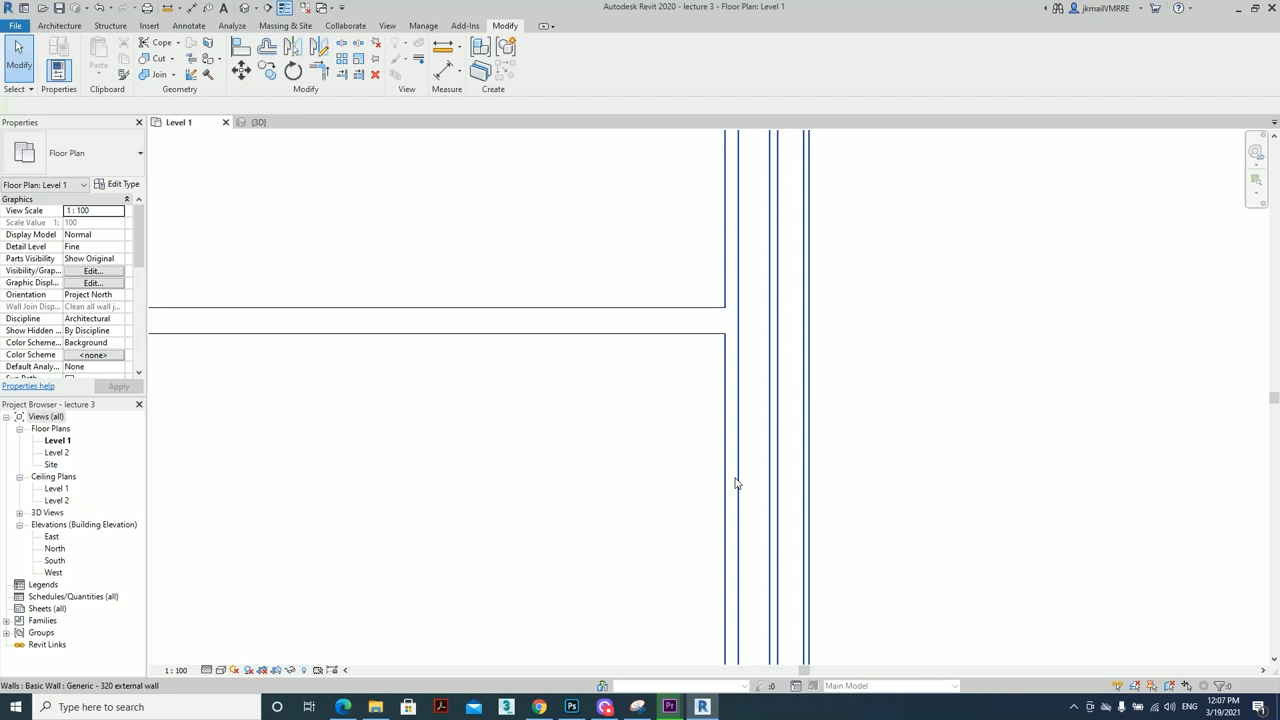 Autodesk Revit 2020 - lecture 3 - Floor Plan: Level 1
jkmailVMRRE
File Architecture Structure Insert Annotate Analyze Massing & Site Collaborate View Manage Add-Ins Modify
Modify
Properties
Paste
Cope
Cut
Join
Select Properties Clipboard Geometry Modify View Measure Create
Properties
Level 1
{3D}
Floor Plan
Floor Plan: Level 1
Edit Type
Graphics
View Scale 1 : 100
Scale Value 1: 100
Display Model Normal
Detail Level Fine
Parts Visibility Show Original
Visibility/Grap... Edit...
Graphic Displ... Edit...
Orientation Project North
Wall Join Disp... Clean all wall j...
Discipline Architectural
Show Hidden ... By Discipline
Color Scheme... Background
Color Scheme <none>
Default Analy... None
Properties help
Apply
Project Browser - lecture 3
Views (all)
Floor Plans
Level 1
Level 2
Site
Ceiling Plans
Level 1
Level 2
3D Views
Elevations (Building Elevation)
East
North
South
West
Legends
Schedules/Quantities (all)
Sheets (all)
Families
Groups
Revit Links
1 : 100
Walls : Basic Wall : Generic - 320 external wall
:0
Main Model
:0
Type here to search
12:07 PM
3/19/2021